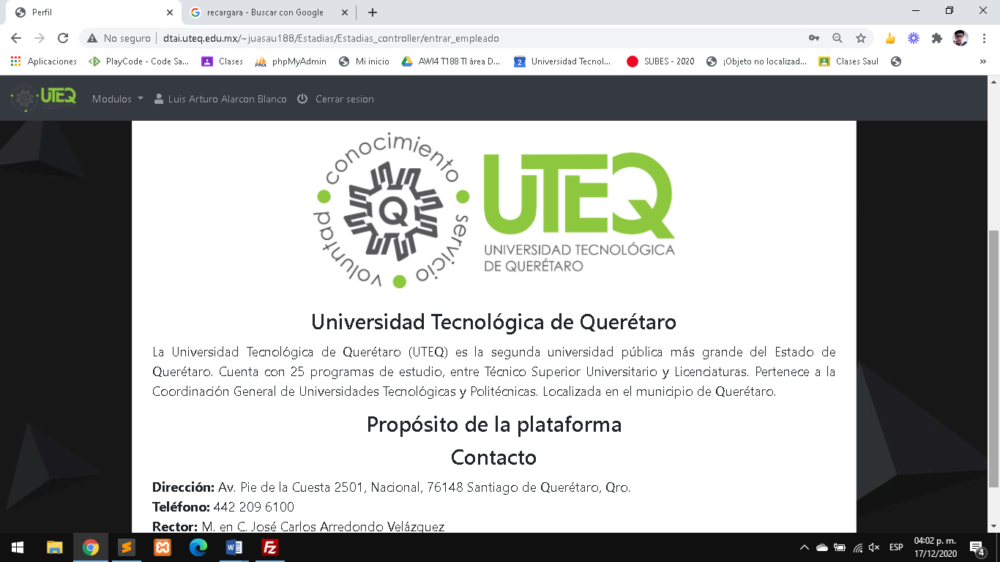 Perfil
recargara - Buscar con Google
No seguro
dtai.uteq.edu.mx/~juasau188/Estadias/Estadias_controller/entrar_empleado
Aplicaciones
PlayCode - Code Sa...
Clases
phpMyAdmin
Mi inicio
AWI4 T188 TI área D...
Universidad Tecnol...
SUBES - 2020
¡Objeto no localizad...
Clases Saul
UTEQ
Modulos
Luis Arturo Alarcon Blanco
Cerrar sesion
conocimiento
servicio
voluntad
Q
UTEQ
UNIVERSIDAD TECNOLÓGICA
DE QUERÉTARO
Universidad Tecnológica de Querétaro
La Universidad Tecnológica de Querétaro (UTEQ) es la segunda universidad pública más grande del Estado de
Querétaro. Cuenta con 25 programas de estudio, entre Técnico Superior Universitario y Licenciaturas. Pertenece a la
Coordinación General de Universidades Tecnológicas y Politécnicas. Localizada en el municipio de Querétaro.
Propósito de la plataforma
Contacto
Dirección: Av. Pie de la Cuesta 2501, Nacional, 76148 Santiago de Querétaro, Qro.
Teléfono: 442 209 6100
Rector: M. en C. José Carlos Arredondo Velázquez
ESP
04:02 p. m.
17/12/2020
4